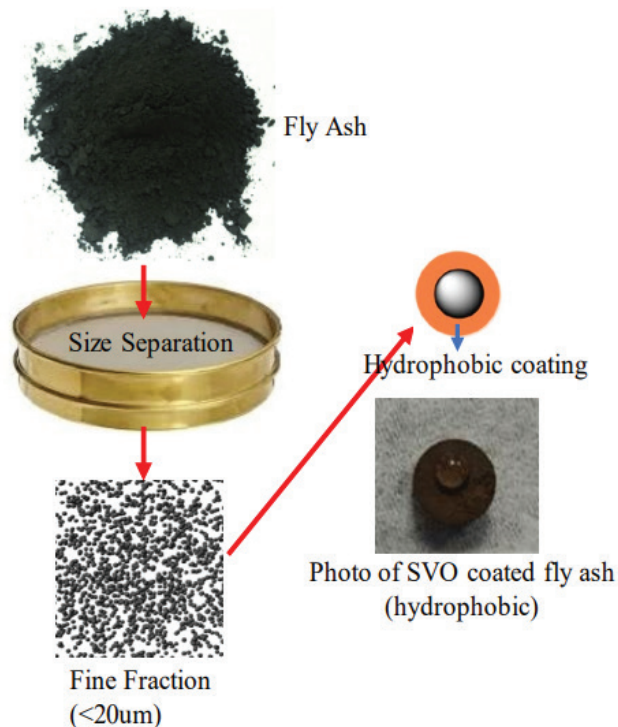 Fly Ash
Size Separation
Hydrophobic coating
Photo of SVO coated fly ash
(hydrophobic)
Fine Fraction
(<20um)